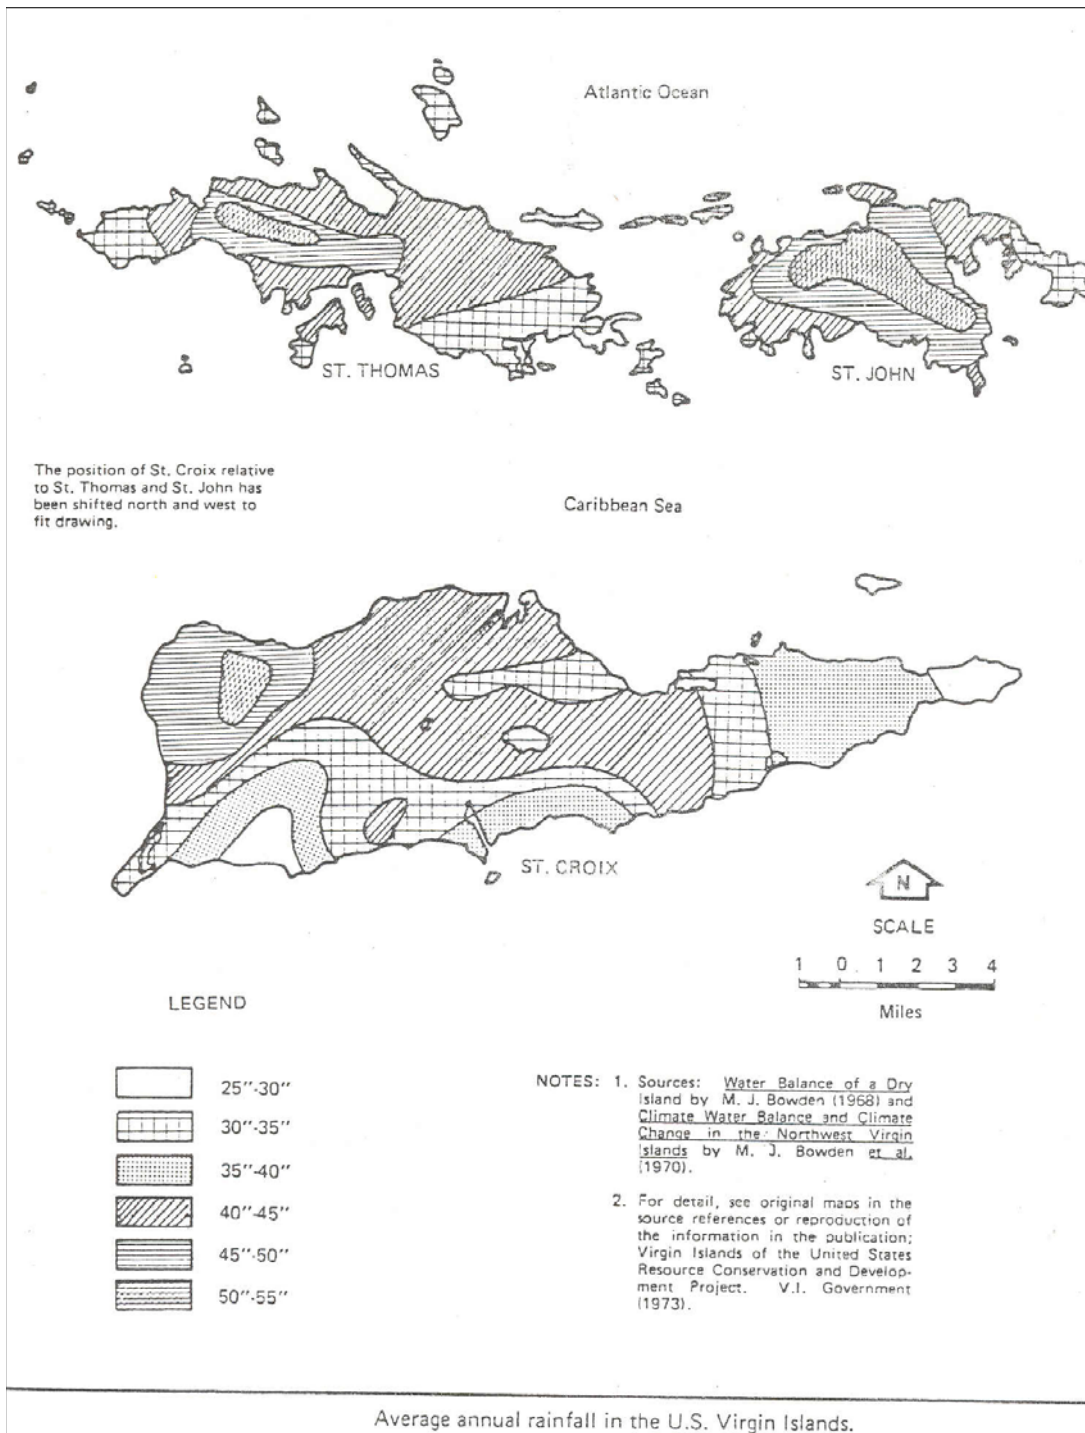 Atlantic Ocean
ST. THOMAS
ST. JOHN
The position of St. Croix relative
to St. Thomas and St. John has
been shifted north and west to
fit drawing.
Caribbean Sea
ST. CROIX
N
SCALE
1 0 1 2 3 4
Miles
LEGEND
25"-30"
30"-35"
35"-40"
40"-45"
45"-50"
50"-55"
NOTES: 1. Sources: Water Balance of a Dry
Island by M. J. Bowden (1968) and
Climate Water Balance and Climate
Change in the Northwest Virgin
Islands by M. J. Bowden et al.
(1970).
2. For detail, see original maps in the
source references or reproduction of
the information in the publication;
Virgin Islands of the United States
Resource Conservation and Develop-
ment Project. V.I. Government
(1973).
Average annual rainfall in the U.S. Virgin Islands.